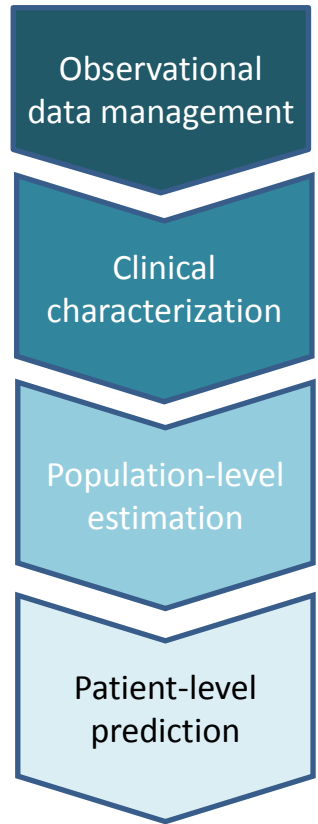 Observational
data management
Clinical
characterization
Population-level
estimation
Patient-level
prediction